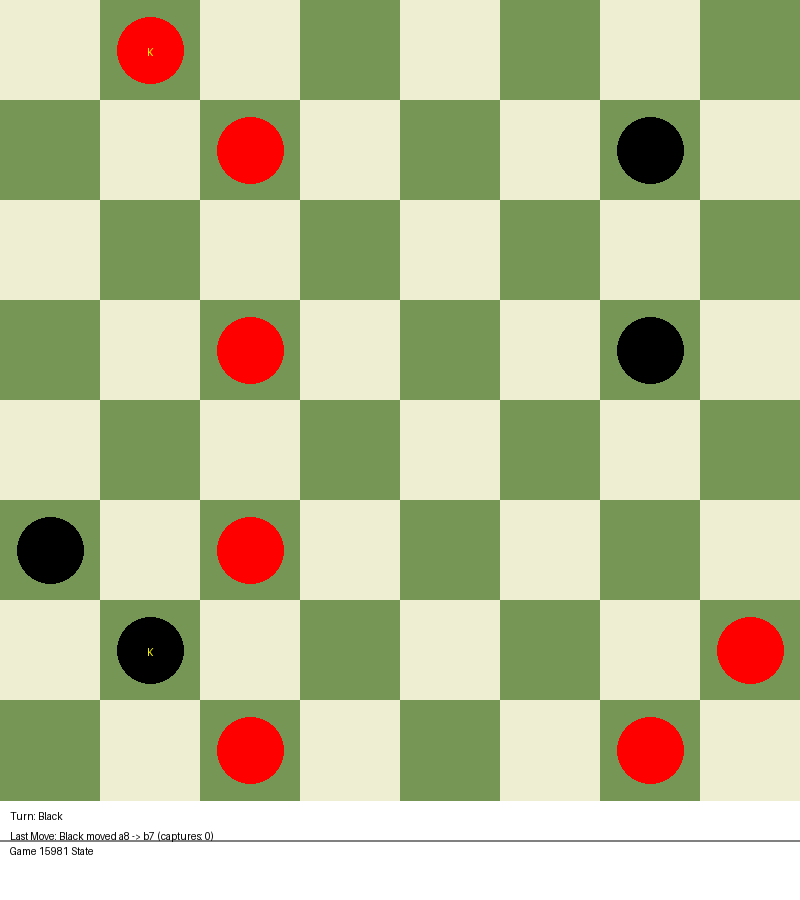 K
K
Turn: Black
Last Move: Black moved a8 -> b7 (captures: 0)
Game 15981 State